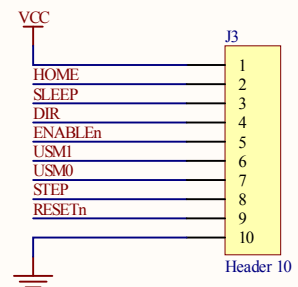 VCC
J3
1
HOME 2
SLEEP 3
DIR 4
ENABLEn 5
USM1 6
USM0 7
STEP 8
RESETn 9
10
Header 10